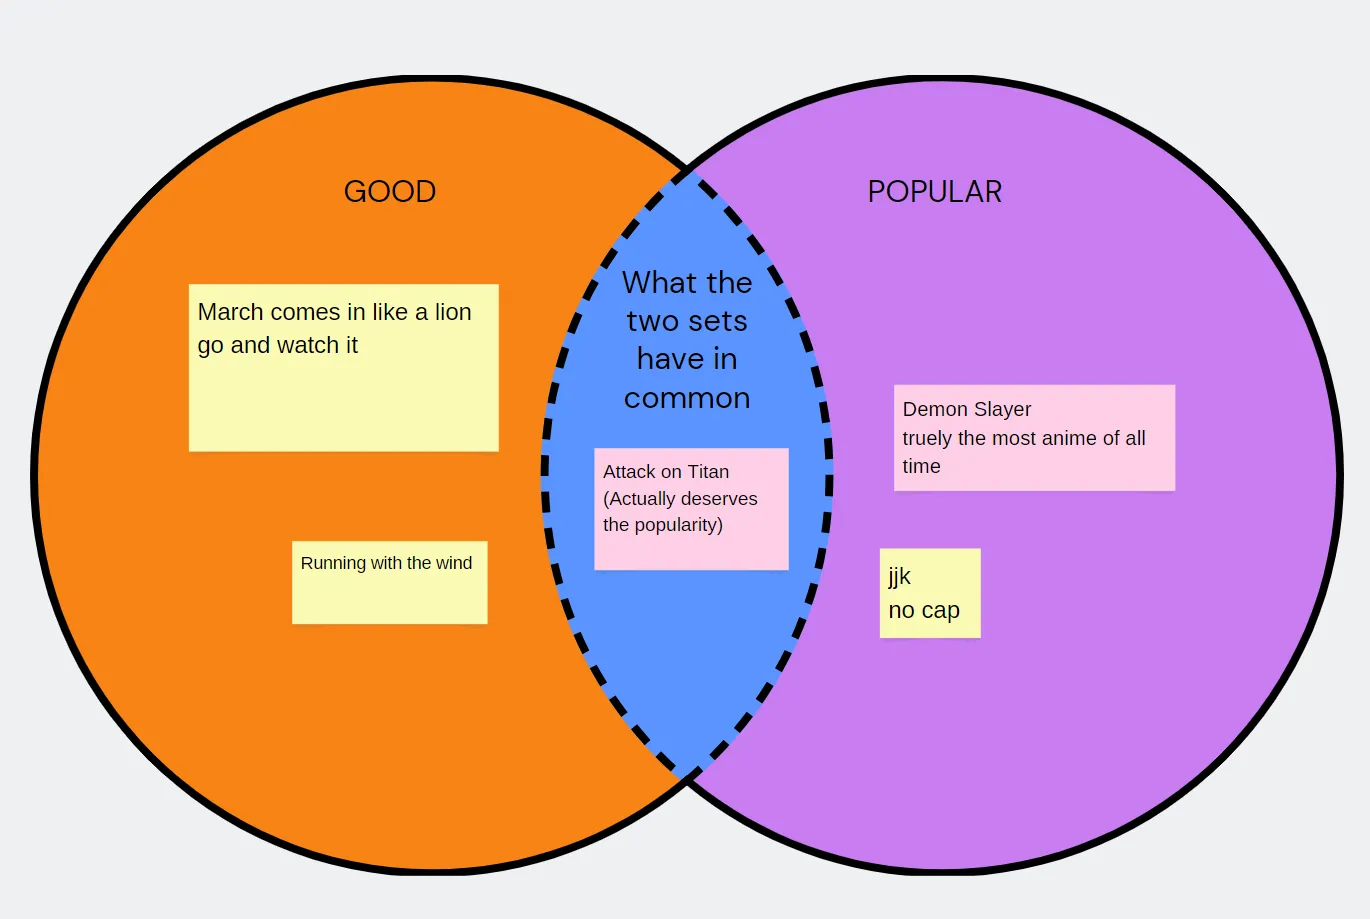 GOOD
POPULAR
What the
two sets
have in
common
March comes in like a lion
go and watch it
Running with the wind
Attack on Titan
(Actually deserves
the popularity)
Demon Slayer
truely the most anime of all
time
jjk
no cap